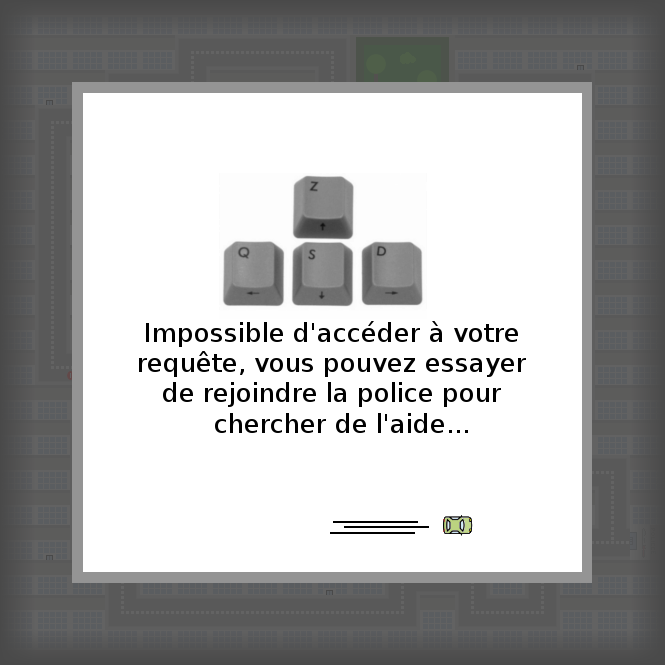 Z
Q S D
Impossible d'accéder à votre
requête, vous pouvez essayer
de rejoindre la police pour
chercher de l'aide...